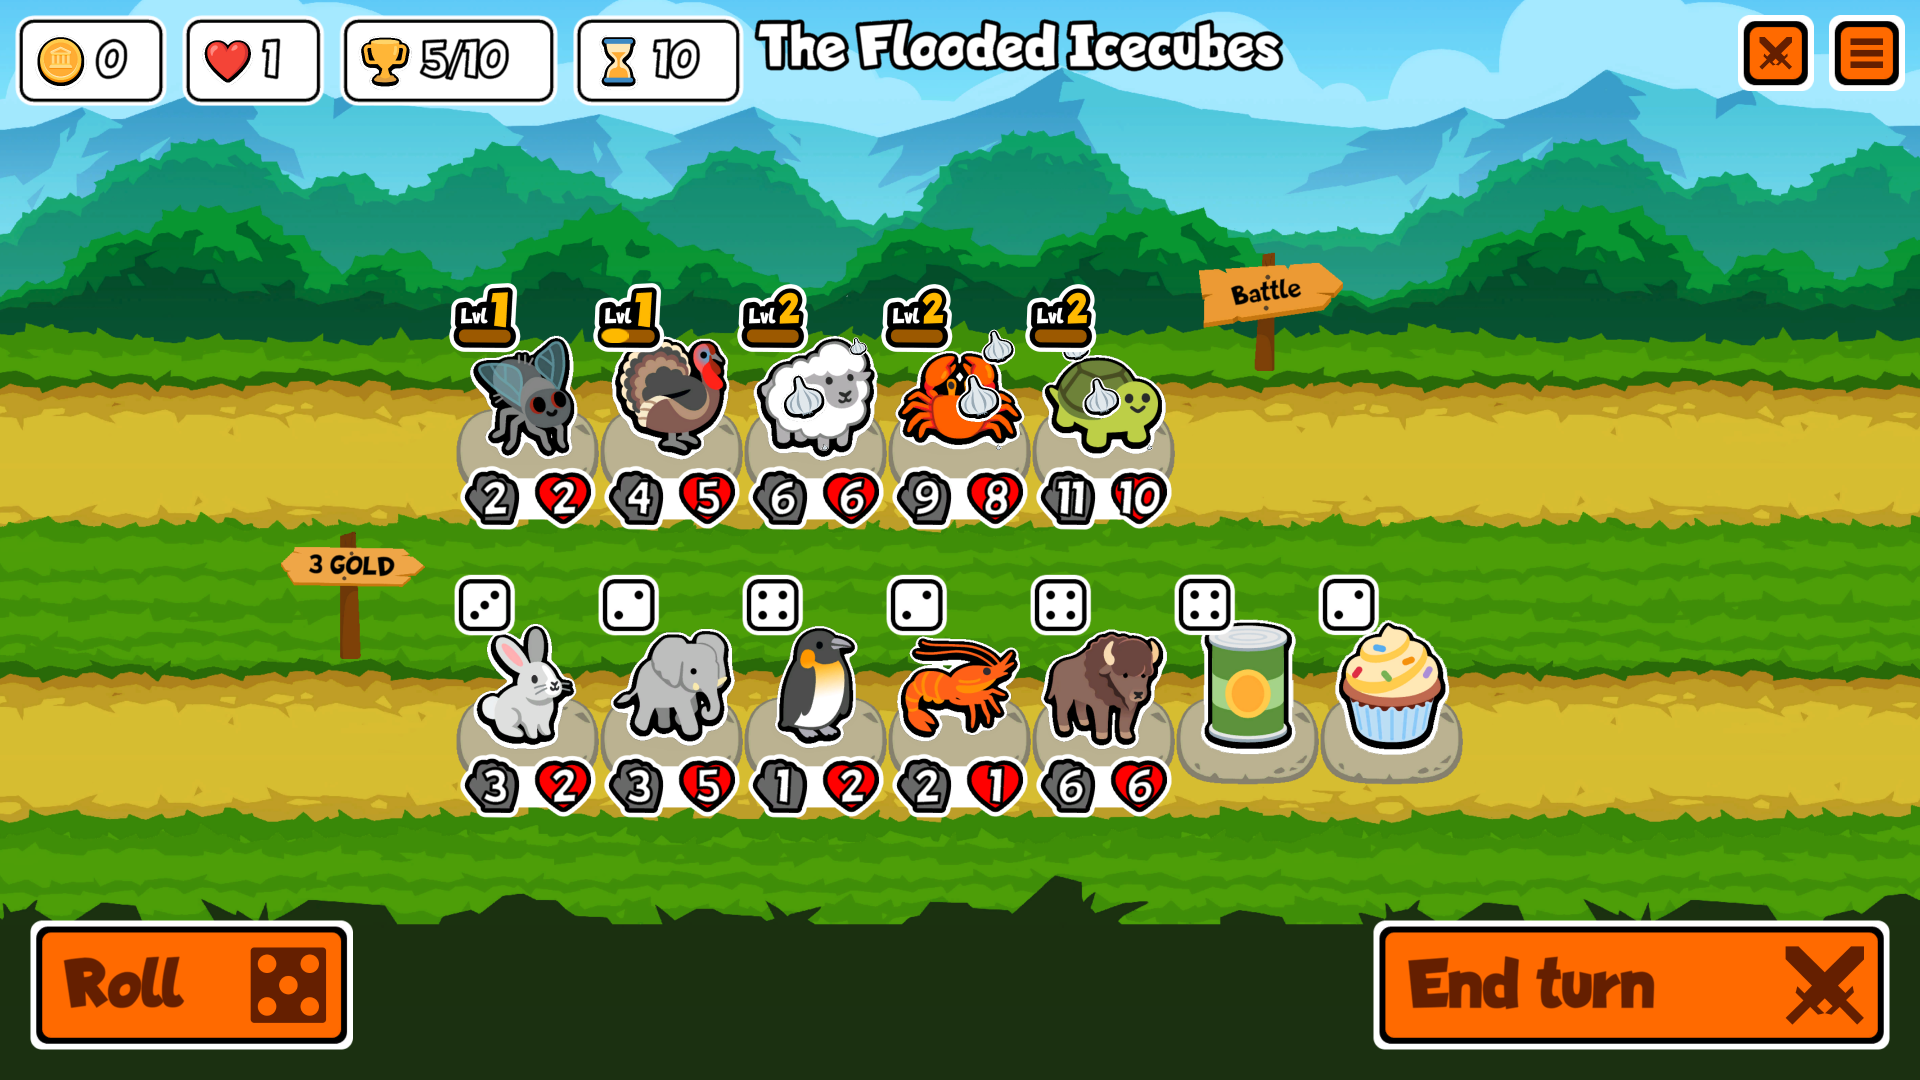 0
1
5/10
10
The Flooded Icecubes
Lvl 1
Lvl 1
Lvl 2
Lvl 2
Lvl 2
Battle
2 2
4 5
6 6
9 8
11 10
3 GOLD
3 2
3 5
1 2
2 1
6 6
Roll
End turn